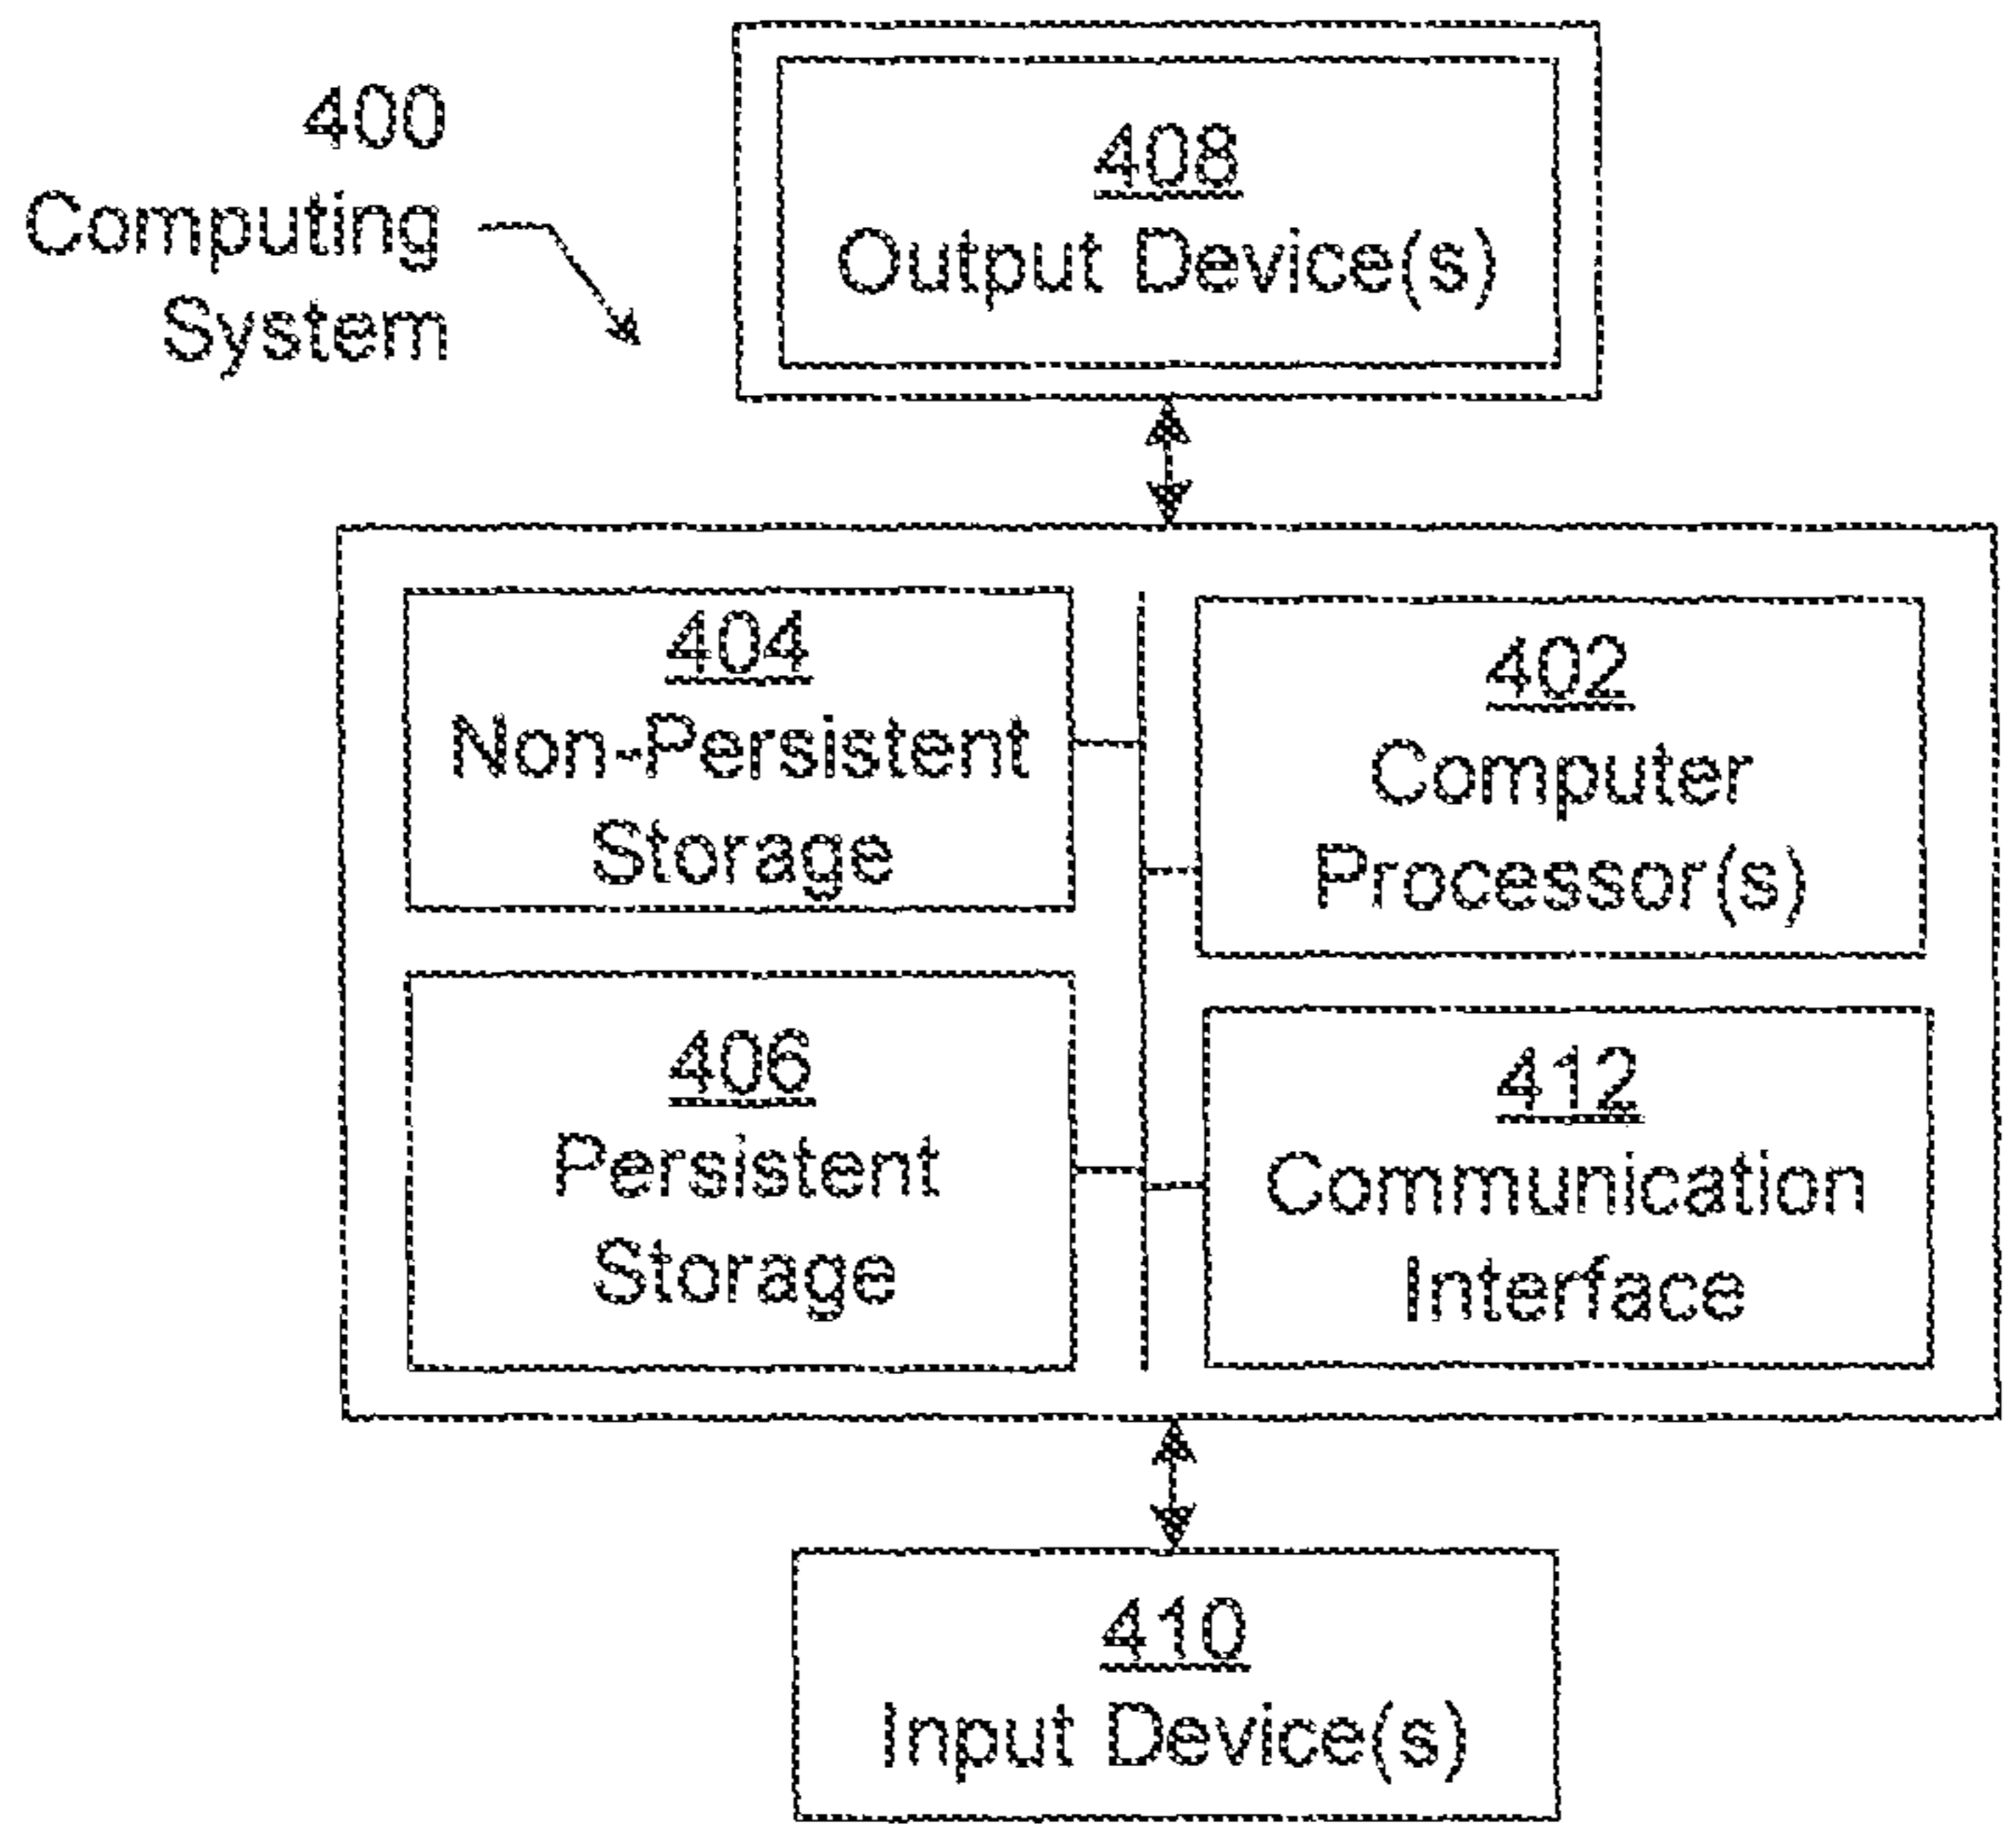 400
Computing
System
408
Output Device(s)
404
Non-Persistent
Storage
402
Computer
Processor(s)
406
Persistent
Storage
412
Communication
Interface
410
Input Device(s)